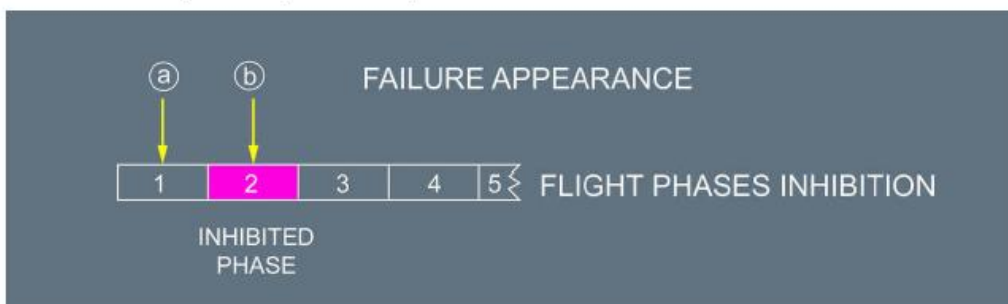 ⓐ ⓑ FAILURE APPEARANCE
1 2 3 4 5 FLIGHT PHASES INHIBITION
INHIBITED
PHASE